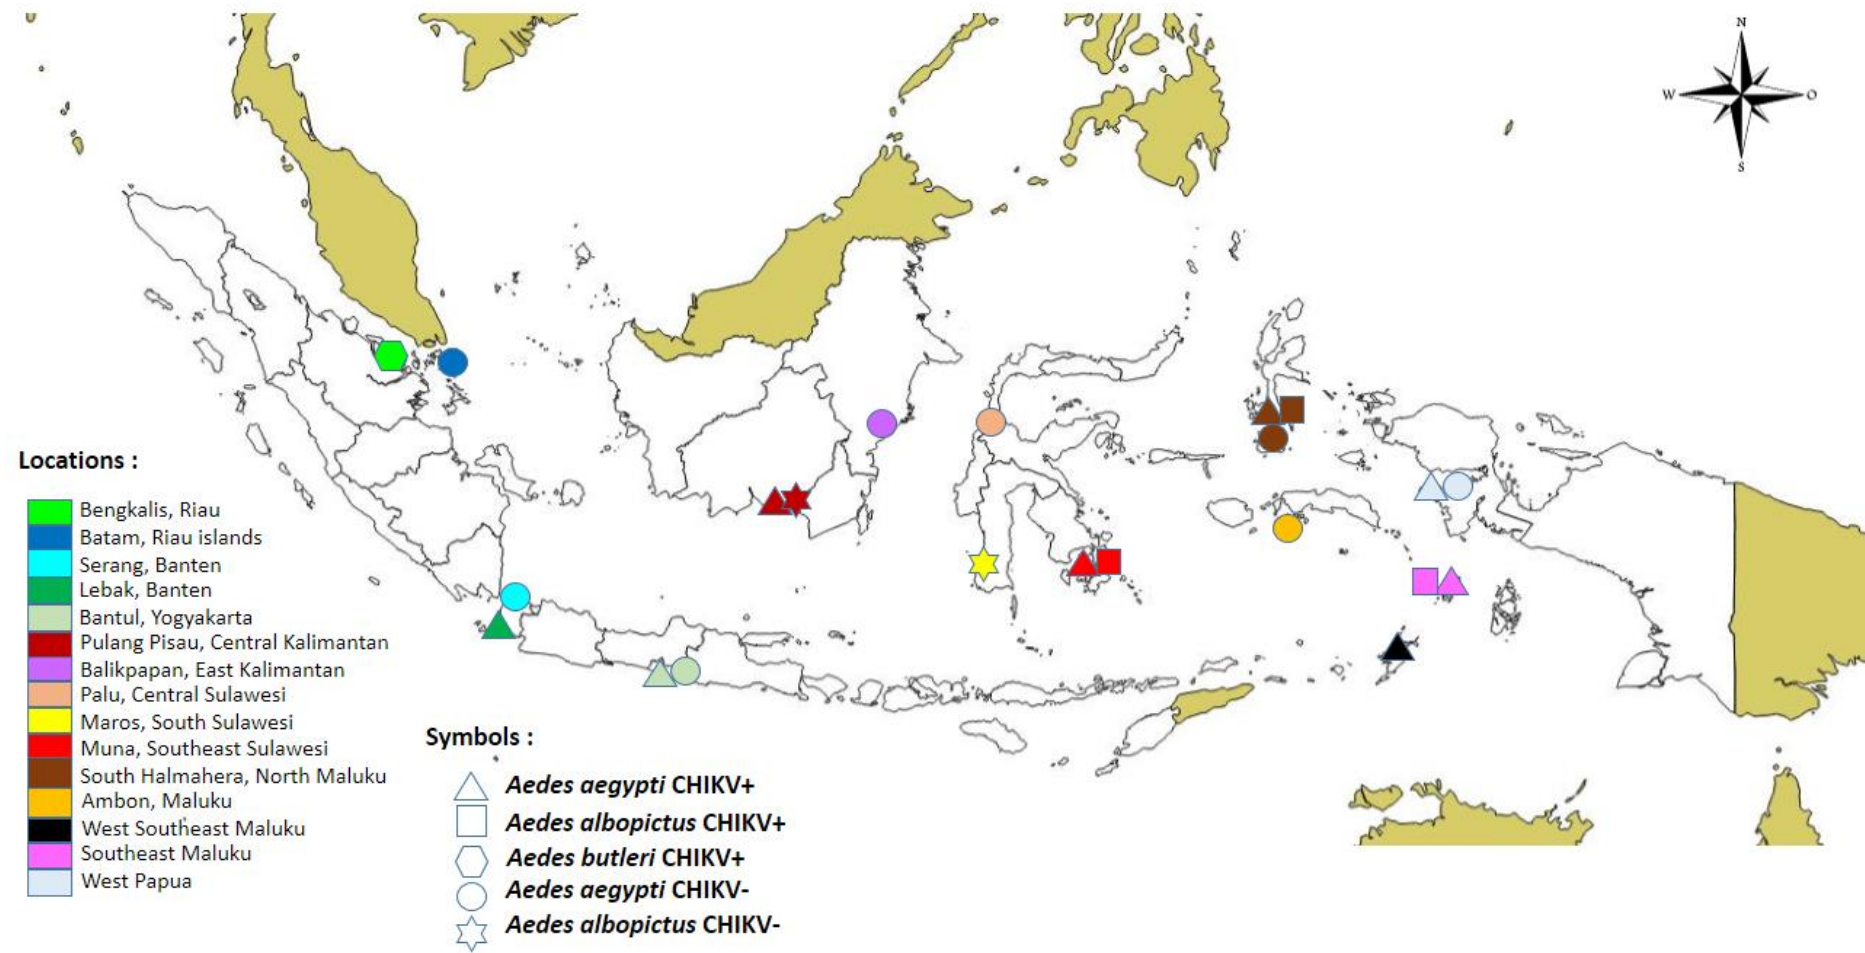 N
W
O
S
Locations :
Bengkalis, Riau
Batam, Riau islands
Serang, Banten
Lebak, Banten
Bantul, Yogyakarta
Pulang Pisau, Central Kalimantan
Balikpapan, East Kalimantan
Palu, Central Sulawesi
Maros, South Sulawesi
Muna, Southeast Sulawesi
South Halmahera, North Maluku
Ambon, Maluku
West Southeast Maluku
Southeast Maluku
West Papua
Symbols :
Aedes aegypti CHIKV+
Aedes albopictus CHIKV+
Aedes butleri CHIKV+
Aedes aegypti CHIKV-
Aedes albopictus CHIKV-